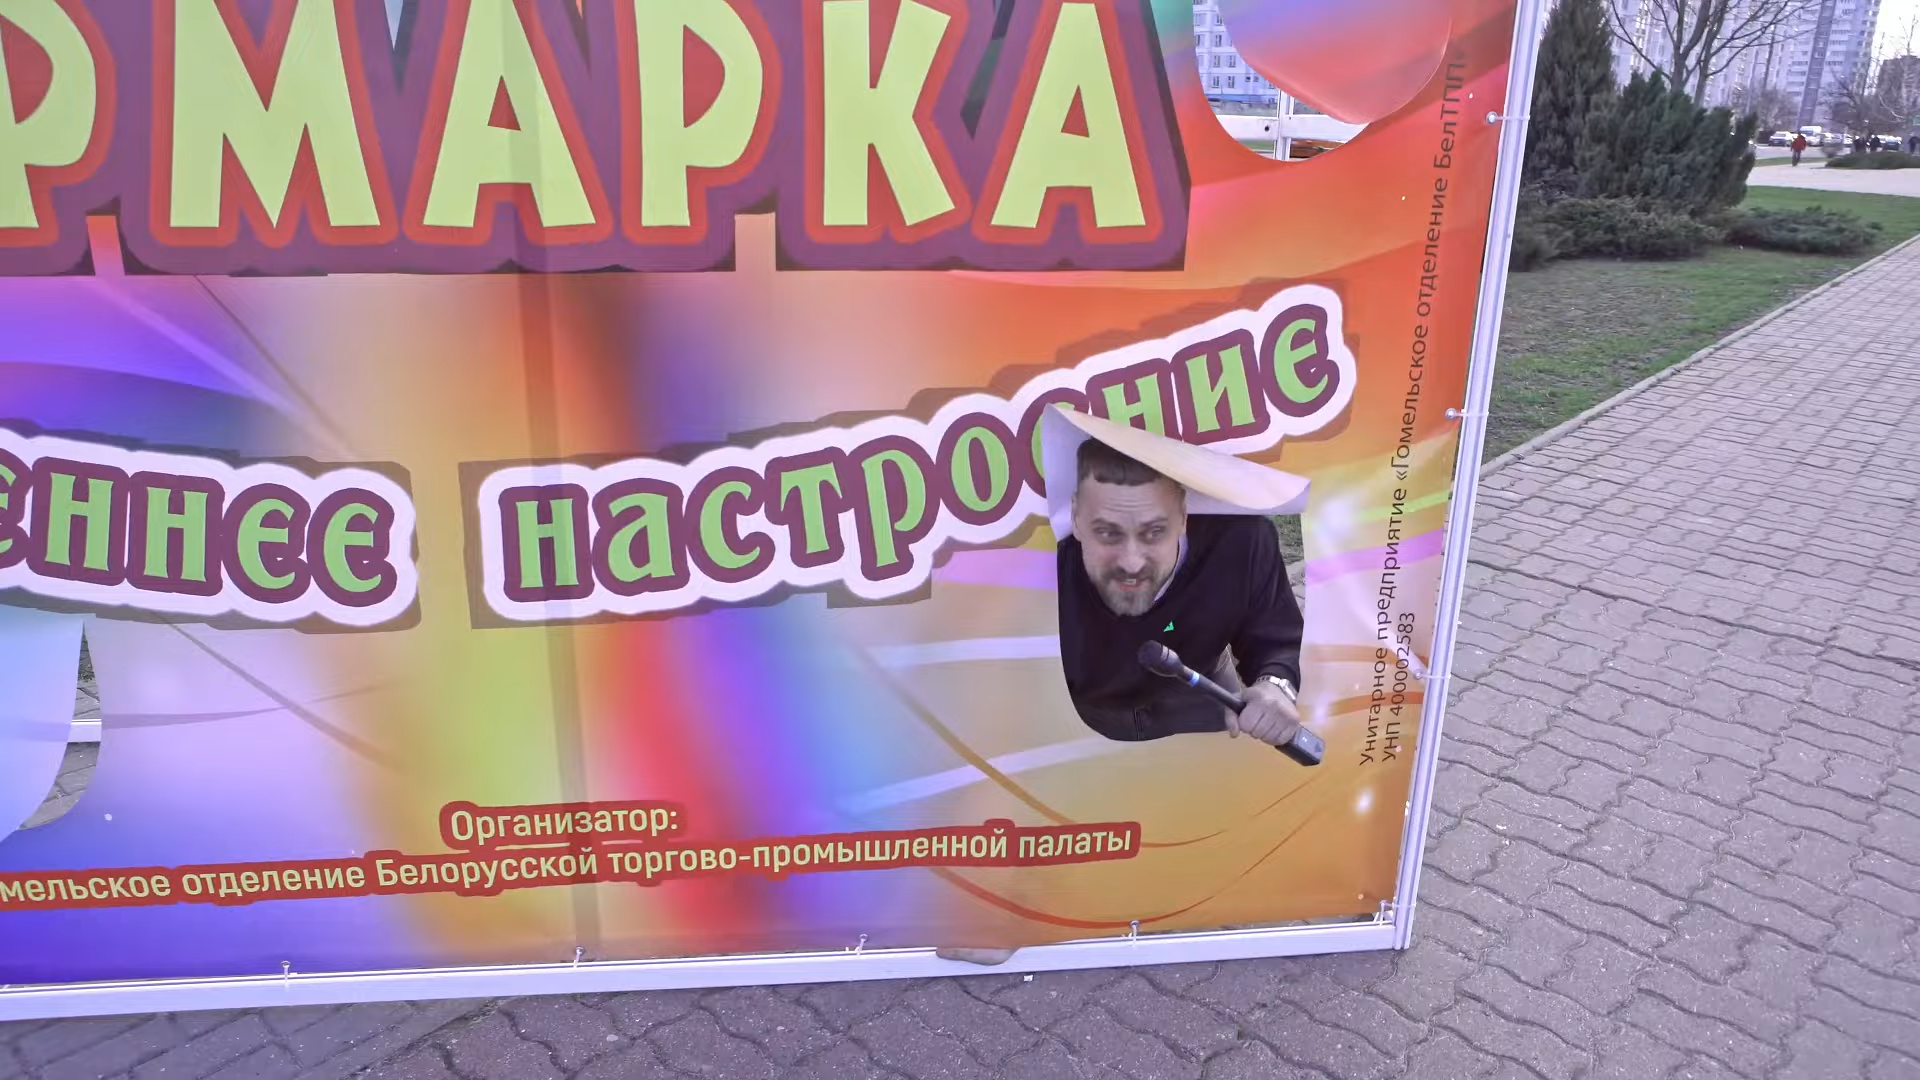 РМАРКА
еннее настроение
Организатор:
мельское отделение Белорусской торгово-промышленной палаты
Унитарное предприятие «Гомельское отделение БелТПП»
УНП 400002583